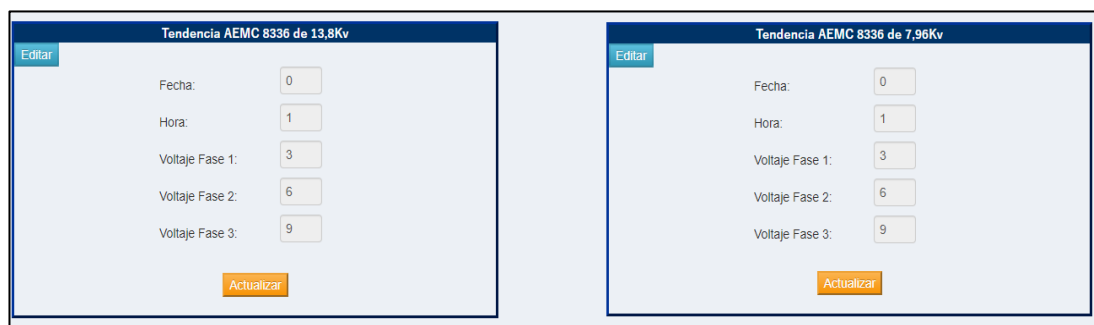 Tendencia AEMC 8336 de 13,8Kv
Editar
Fecha: 0
Hora: 1
Voltaje Fase 1: 3
Voltaje Fase 2: 6
Voltaje Fase 3: 9
Actualizar
Tendencia AEMC 8336 de 7,96Kv
Editar
Fecha: 0
Hora: 1
Voltaje Fase 1: 3
Voltaje Fase 2: 6
Voltaje Fase 3: 9
Actualizar